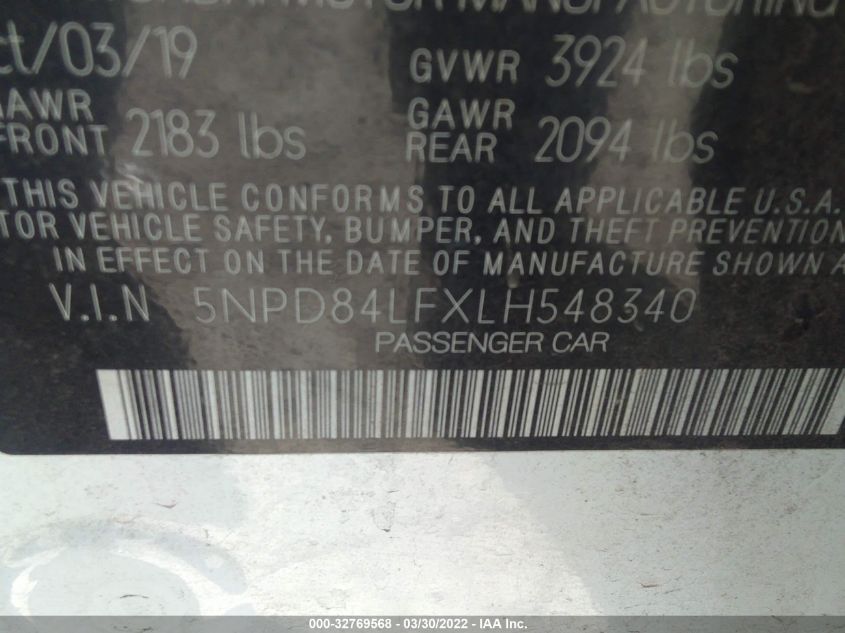 MOTOR MANUFACTURING
ct/03/19 GVWR 3924 lbs
GAWR FRONT 2183 lbs GAWR REAR 2094 lbs
THIS VEHICLE CONFORMS TO ALL APPLICABLE U.S.A.
TOR VEHICLE SAFETY, BUMPER, AND THEFT PREVENTION
IN EFFECT ON THE DATE OF MANUFACTURE SHOWN A
V.I.N 5NPD84LFXLH548340
PASSENGER CAR
000-32769568 - 03/30/2022 - IAA Inc.